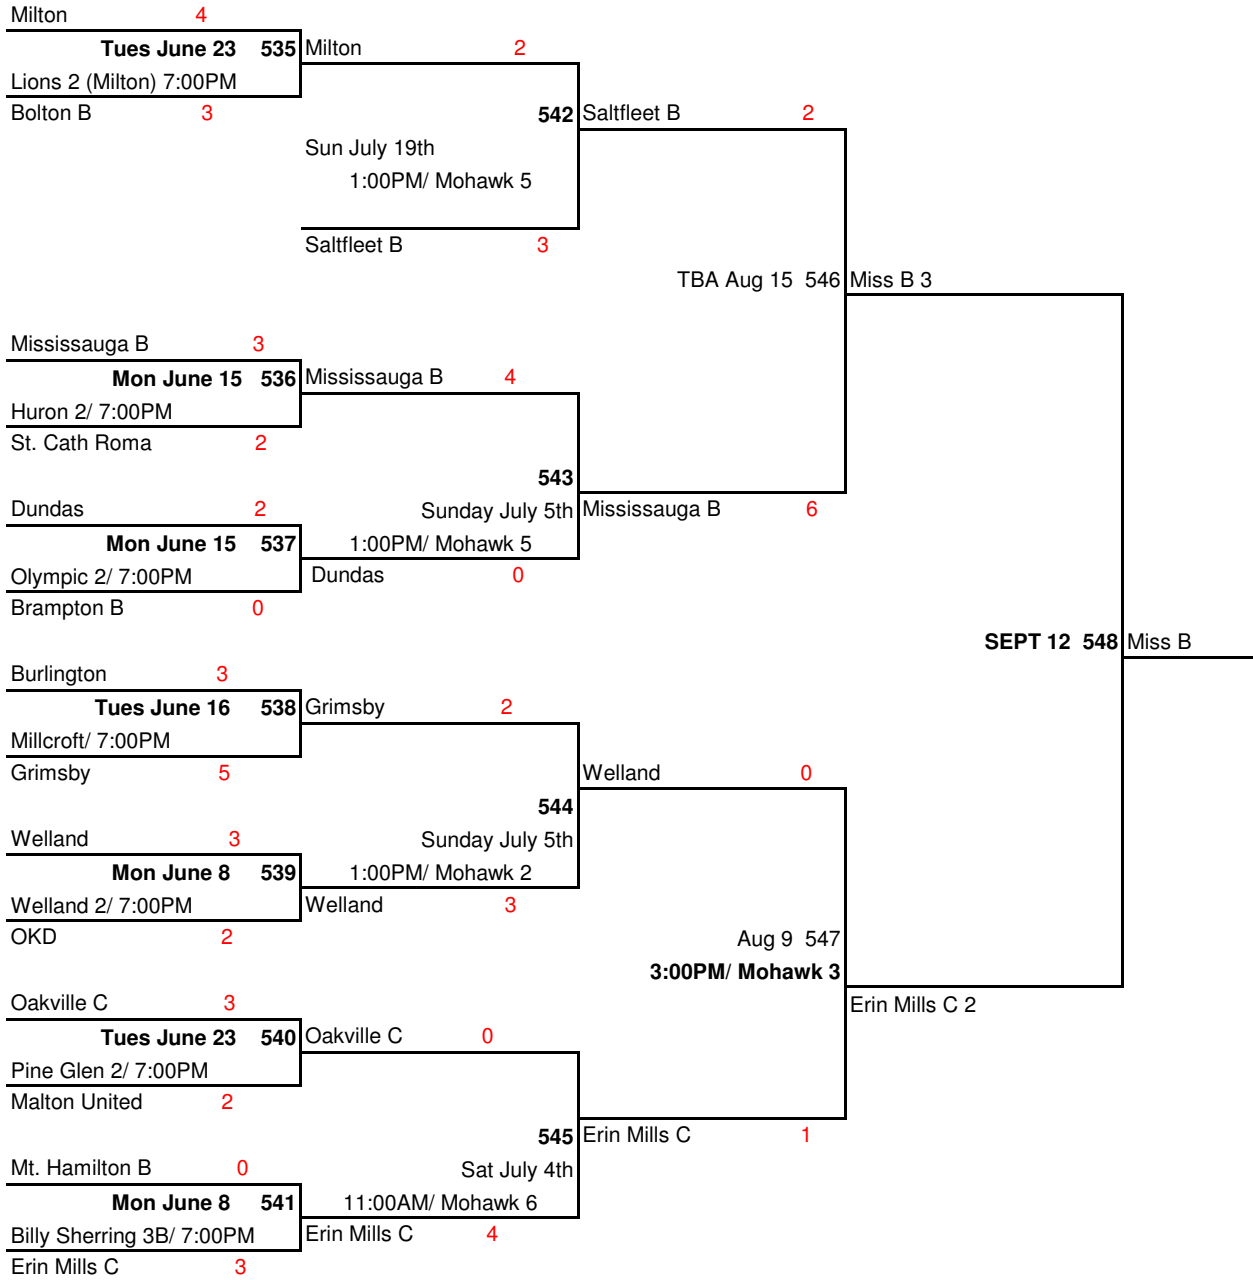 Milton 4
Tues June 23 535 Milton 2
Lions 2 (Milton) 7:00PM
Bolton B 3 542 Saltfleet B 2
Sun July 19th
1:00PM/ Mohawk 5
Saltfleet B 3
TBA Aug 15 546 Miss B 3
Mississauga B 3
Mon June 15 536 Mississauga B 4
Huron 2/ 7:00PM
St. Cath Roma 2
543
Dundas 2 Sunday July 5th Mississauga B 6
Mon June 15 537 1:00PM/ Mohawk 5
Olympic 2/ 7:00PM Dundas 0
Brampton B 0
SEPT 12 548 Miss B
Burlington 3
Tues June 16 538 Grimsby 2
Millcroft/ 7:00PM
Grimsby 5 Welland 0
544
Welland 3 Sunday July 5th
Mon June 8 539 1:00PM/ Mohawk 2
Welland 2/ 7:00PM Welland 3
OKD 2 Aug 9 547
3:00PM/ Mohawk 3
Oakville C 3 Erin Mills C 2
Tues June 23 540 Oakville C 0
Pine Glen 2/ 7:00PM
Malton United 2
545 Erin Mills C 1
Mt. Hamilton B 0 Sat July 4th
Mon June 8 541 11:00AM/ Mohawk 6
Billy Sherring 3B/ 7:00PM Erin Mills C 4
Erin Mills C 3